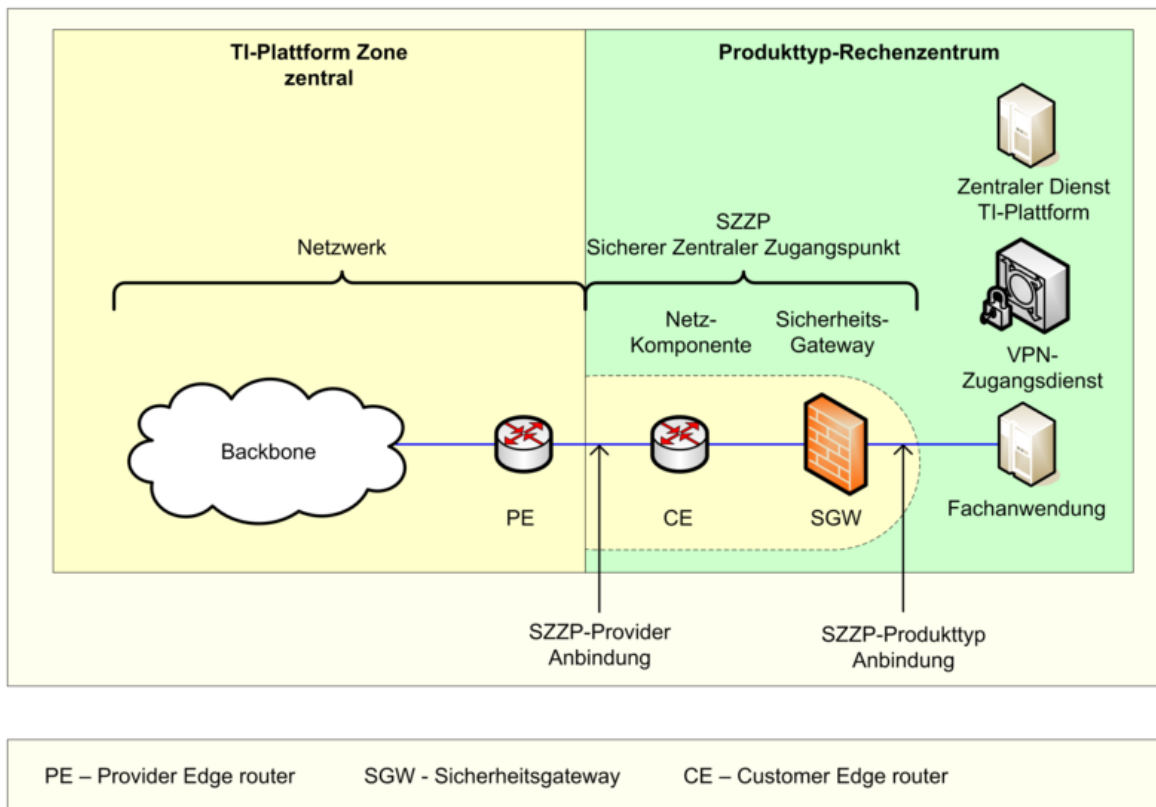 TI-Plattform Zone
zentral
Produkttyp-Rechenzentrum
Zentraler Dienst
TI-Plattform
SZZP
Sicherer Zentraler Zugangspunkt
Netzwerk
Netz-
Komponente
Sicherheits-
Gateway
VPN-
Zugangsdienst
Backbone
PE
CE
SGW
Fachanwendung
SZZP-Provider
Anbindung
SZZP-Produkttyp
Anbindung
PE – Provider Edge router
SGW - Sicherheitsgateway
CE – Customer Edge router